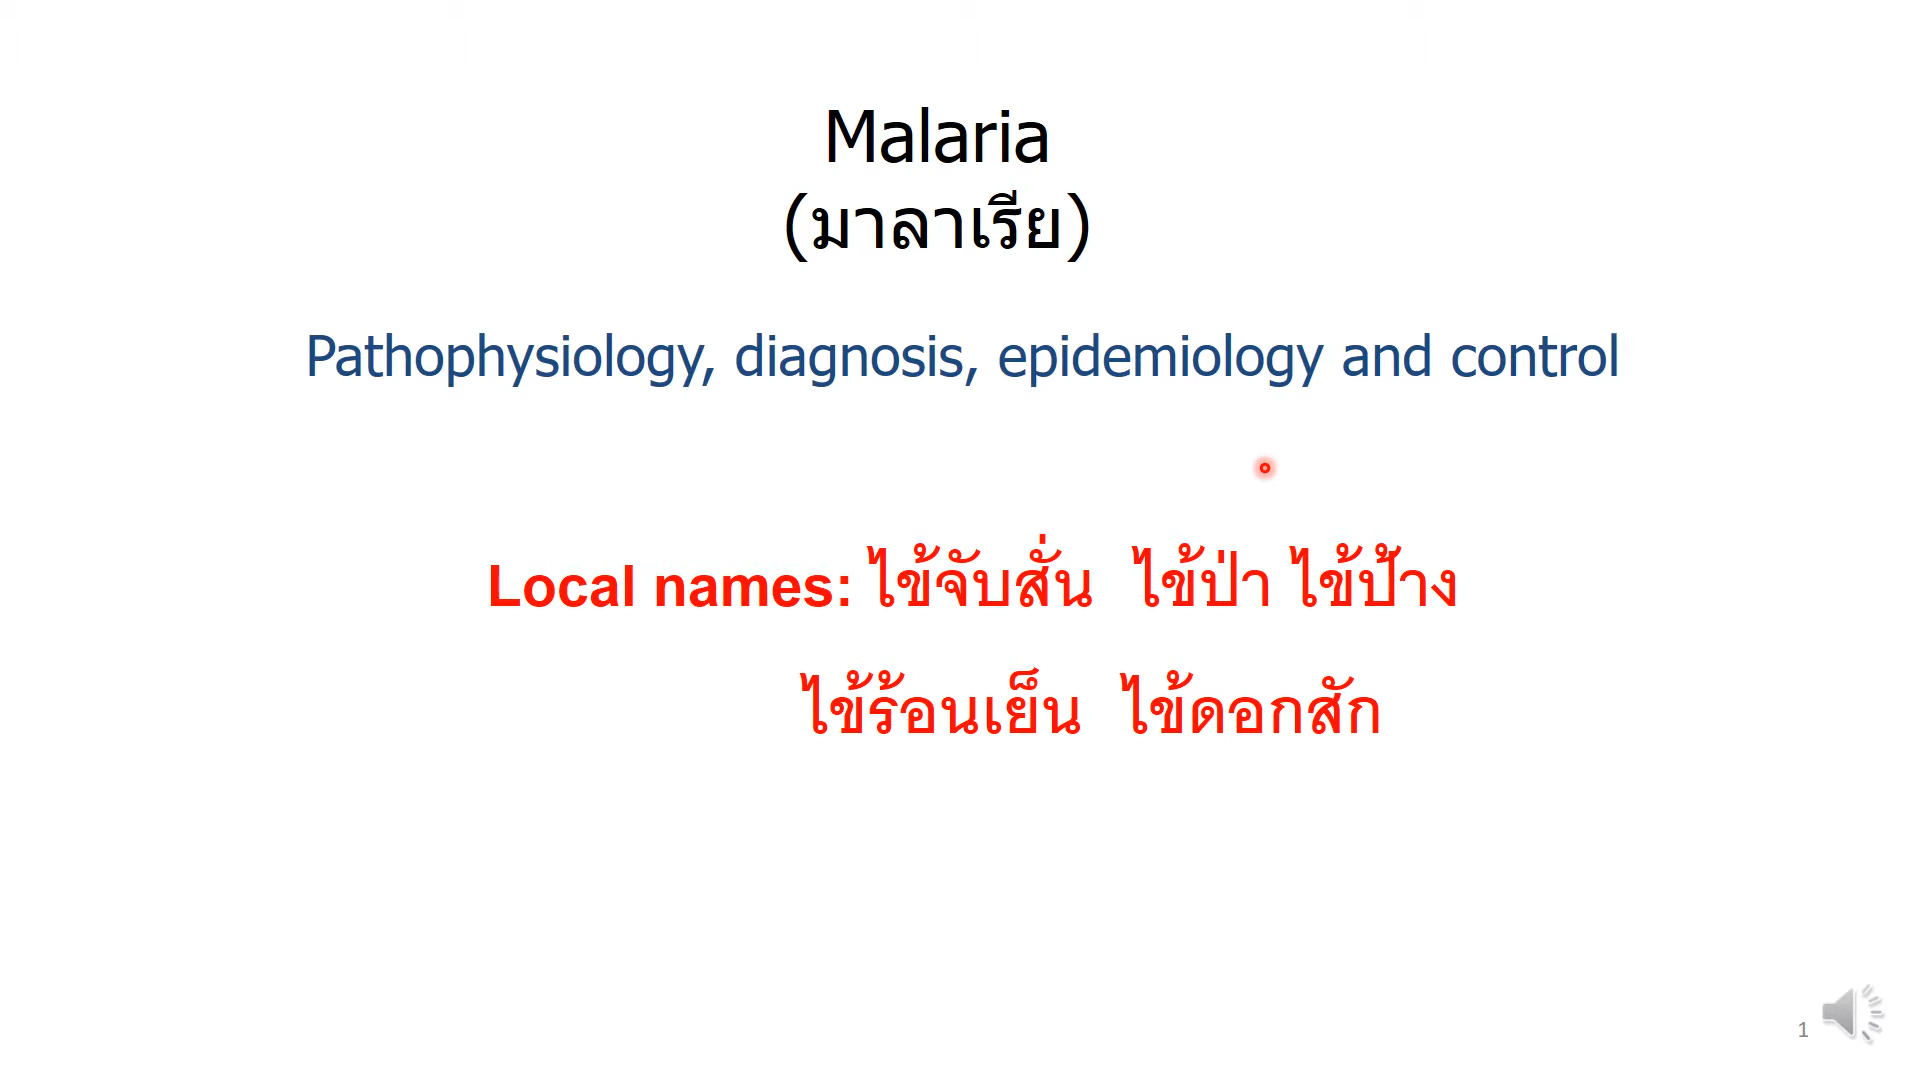 Malaria
(มาลาเรีย)
Pathophysiology, diagnosis, epidemiology and control
Local names: ไข้จับสั่น ไข้ป่า ไข้ป้าง
ไข้ร้อนเย็น ไข้ดอกสัก
1